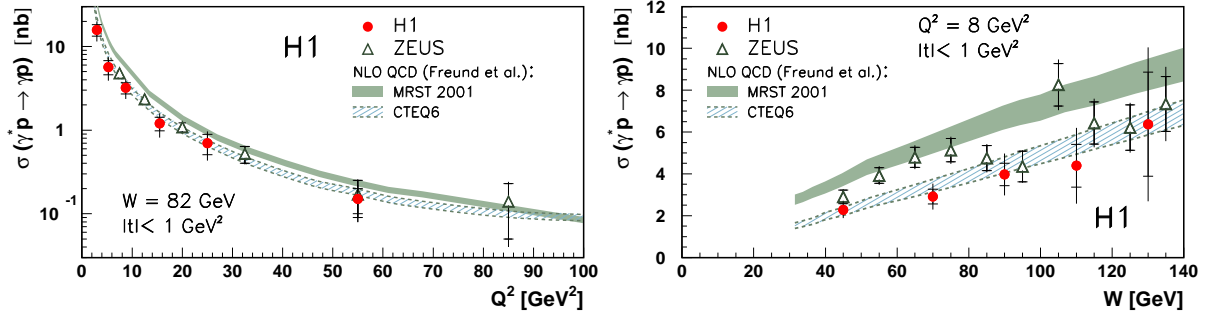 σ (γ* p → γp) [nb]
10
1
10⁻¹
H1
H1
ZEUS
NLO QCD (Freund et al.):
MRST 2001
CTEQ6
W = 82 GeV
|t|< 1 GeV²
0 10 20 30 40 50 60 70 80 90 100
Q² [GeV²]
σ (γ* p → γp) [nb]
12
10
8
6
4
2
0
H1
ZEUS
NLO QCD (Freund et al.):
MRST 2001
CTEQ6
Q² = 8 GeV²
|t|< 1 GeV²
H1
0 20 40 60 80 100 120 140
W [GeV]